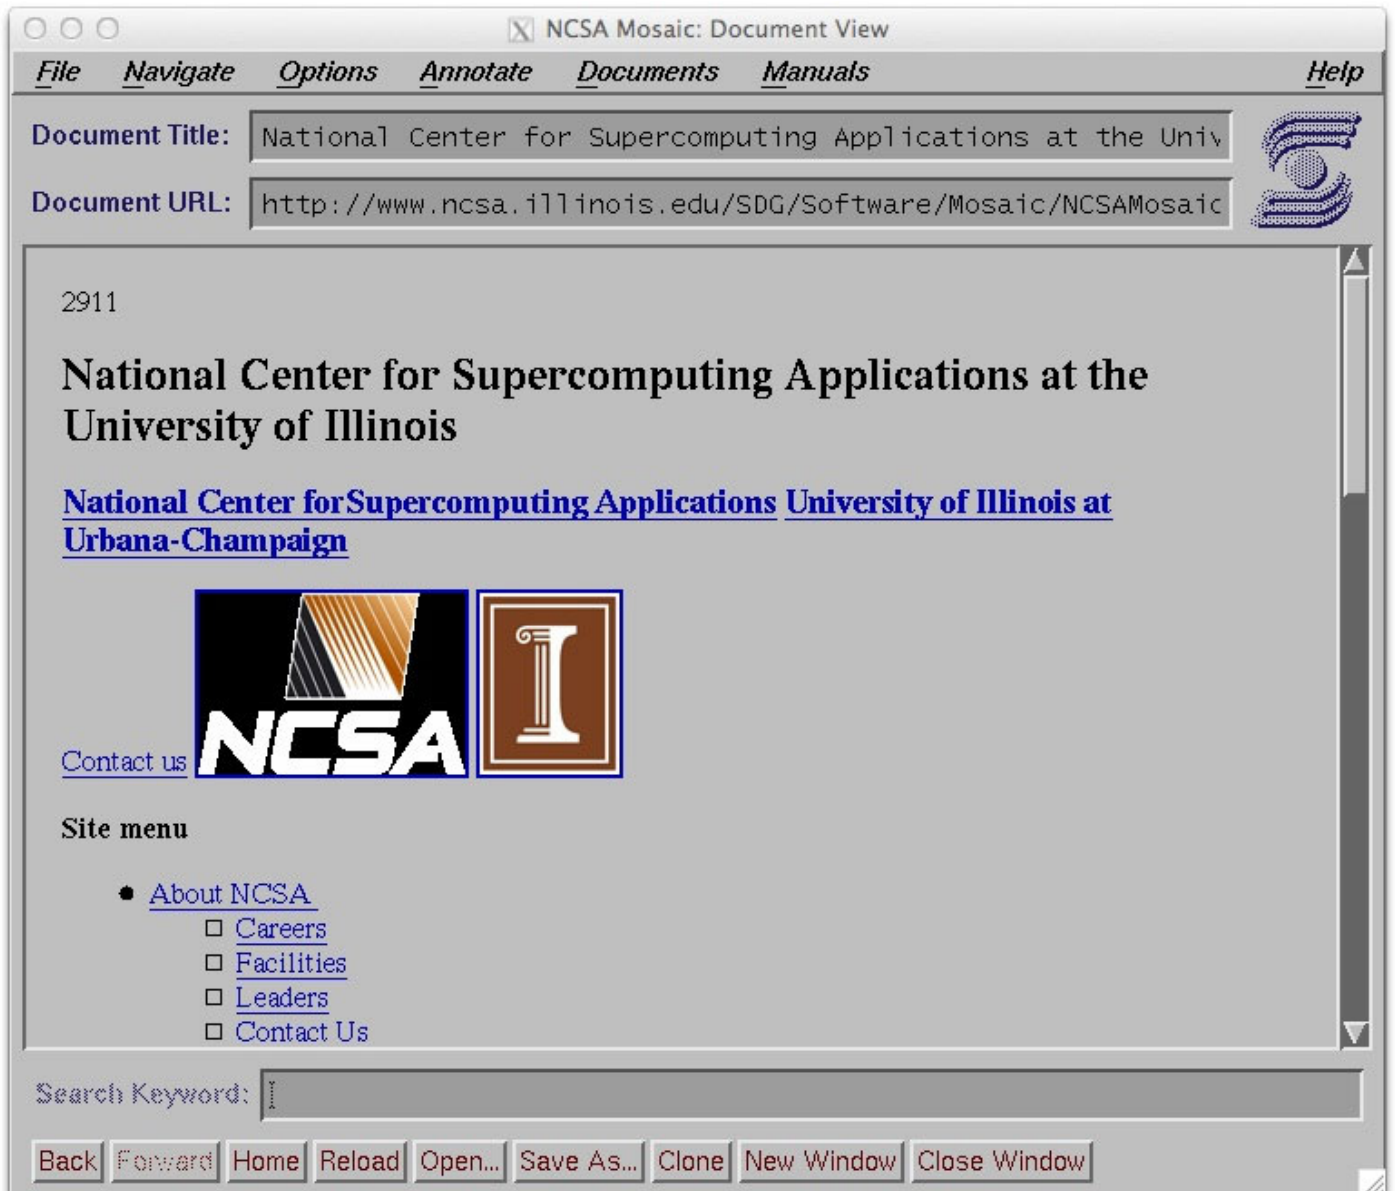 NCSA Mosaic: Document View
File Navigate Options Annotate Documents Manuals Help
Document Title: National Center for Supercomputing Applications at the Univ
Document URL: http://www.ncsa.illinois.edu/SDG/Software/Mosaic/NCSAMosaic
2911
National Center for Supercomputing Applications at the
University of Illinois
National Center for Supercomputing Applications University of Illinois at
Urbana-Champaign
NCSA
I
Contact us
Site menu
About NCSA
Careers
Facilities
Leaders
Contact Us
Search Keyword:
Back Forward Home Reload Open... Save As... Clone New Window Close Window